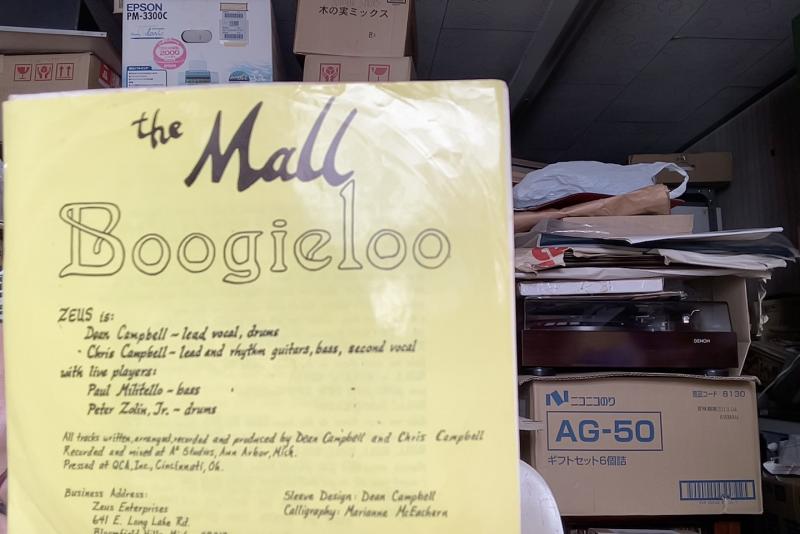 EPSON
PM-3300C
2000
木の実ミックス
the Mall
Boogieloo
ZEUS is:
Dean Campbell - lead vocal, drums
Chris Campbell - lead and rhythm guitars, bass, second vocal
with live players:
Paul Militello - bass
Peter Zolin, Jr. - drums
All tracks written, arranged, recorded and produced by Dean Campbell and Chris Campbell
Recorded and mixed at A² Studios, Ann Arbor, Mich.
Pressed at QCA, Inc., Cincinnati, Oh.
Business Address:
Zeus Enterprises
641 E. Long Lake Rd.
Sleeve Design: Dean Campbell
Calligraphy: Marianne McEachern
DENON
ニコニコのり
6130
AG-50
ギフトセット6個詰